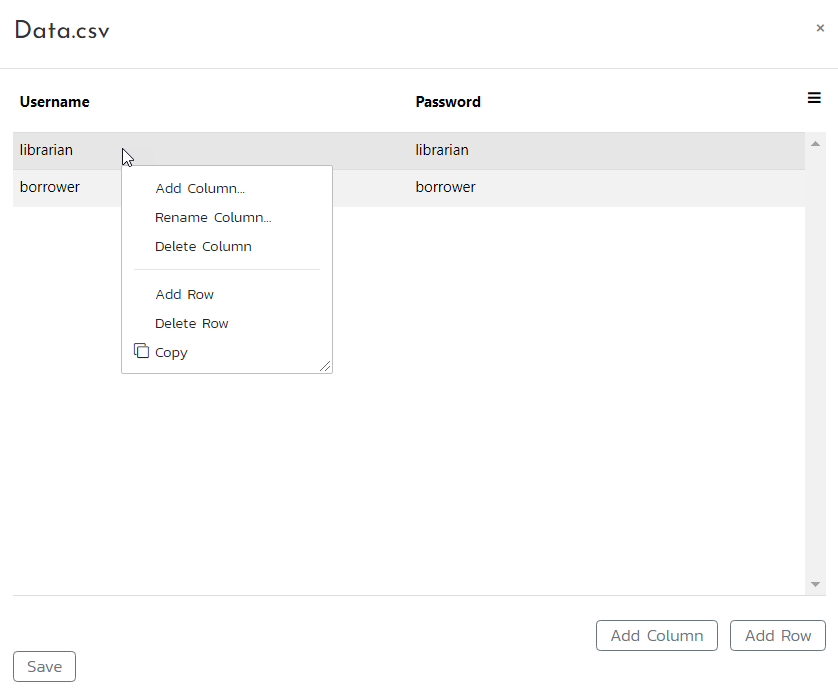 Data.csv
×
Username Password
librarian librarian
borrower borrower
Add Column...
Rename Column...
Delete Column
Add Row
Delete Row
Copy
Add Column Add Row
Save